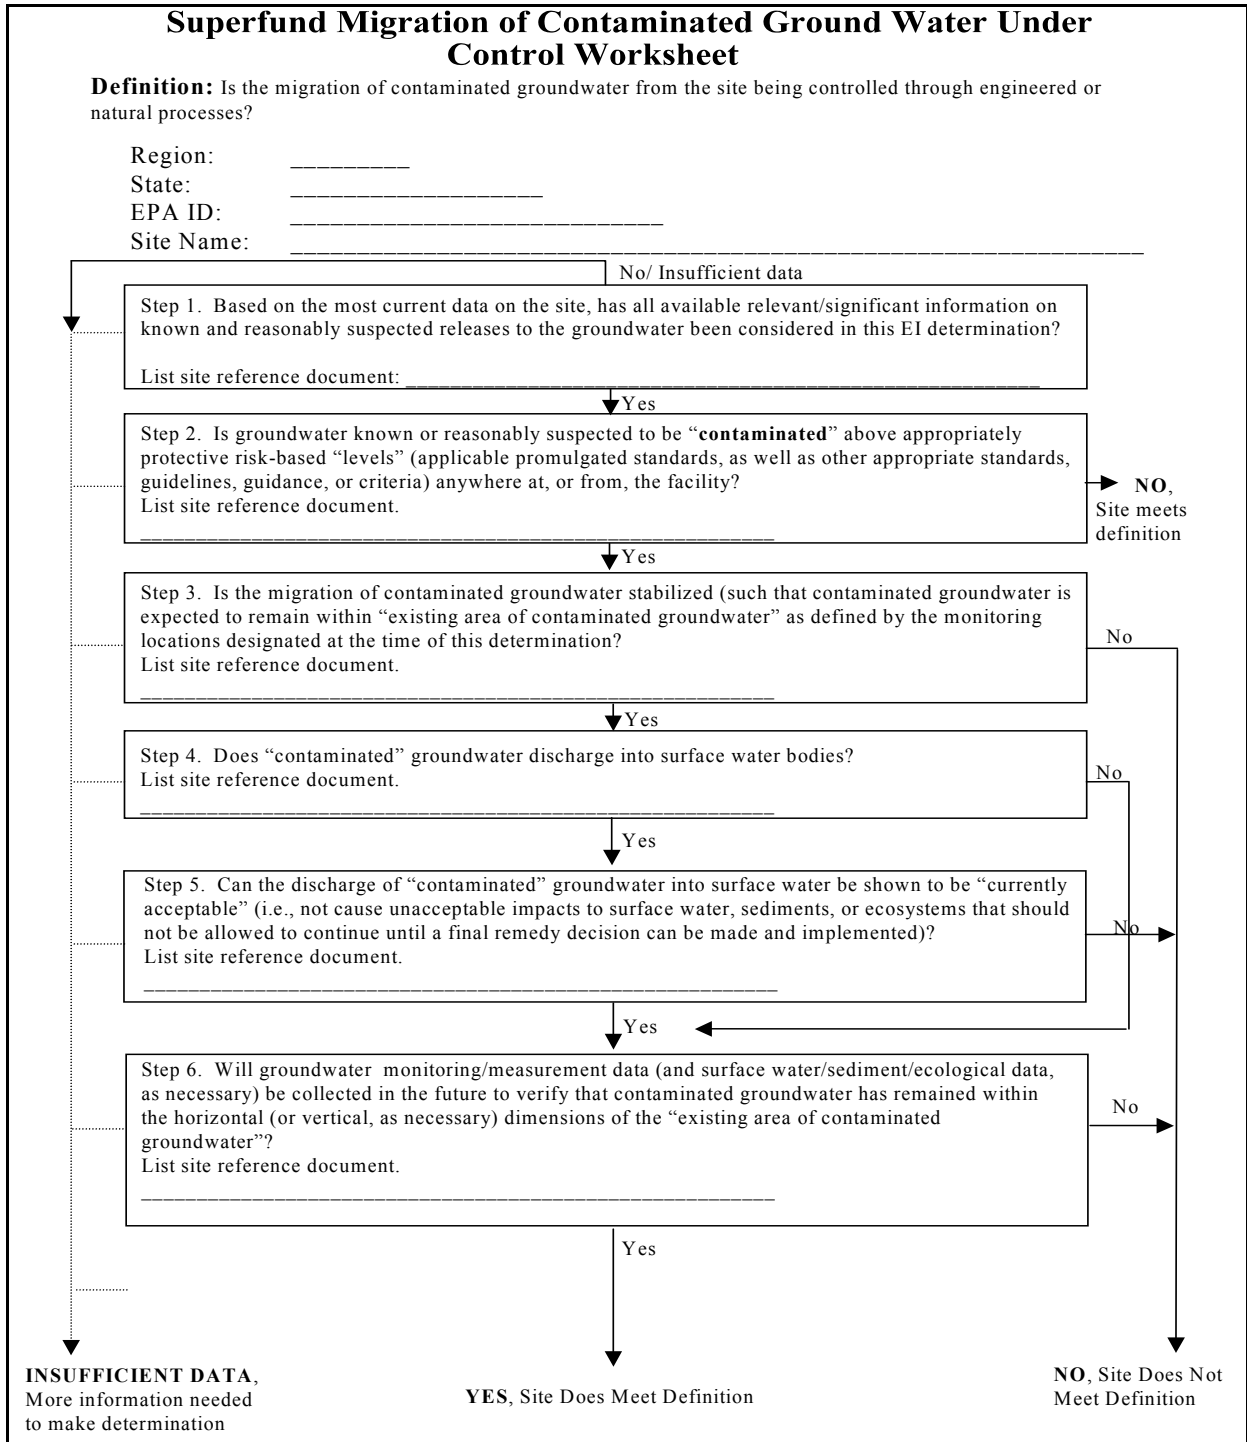 Superfund Migration of Contaminated Ground Water Under
Control Worksheet
Definition: Is the migration of contaminated groundwater from the site being controlled through engineered or
natural processes?
Region: _________
State: ___________________
EPA ID: ____________________________
Site Name: ________________________________________________________________
No/ Insufficient data
Step 1. Based on the most current data on the site, has all available relevant/significant information on
known and reasonably suspected releases to the groundwater been considered in this EI determination?
List site reference document: _________________________________________________________
Yes
Step 2. Is groundwater known or reasonably suspected to be “contaminated” above appropriately
protective risk-based “levels” (applicable promulgated standards, as well as other appropriate standards,
guidelines, guidance, or criteria) anywhere at, or from, the facility?
List site reference document.
_________________________________________________________
NO,
Site meets
definition
Yes
Step 3. Is the migration of contaminated groundwater stabilized (such that contaminated groundwater is
expected to remain within “existing area of contaminated groundwater” as defined by the monitoring
locations designated at the time of this determination?
List site reference document.
_________________________________________________________
No
Yes
Step 4. Does “contaminated” groundwater discharge into surface water bodies?
List site reference document.
_________________________________________________________
No
Yes
Step 5. Can the discharge of “contaminated” groundwater into surface water be shown to be “currently
acceptable” (i.e., not cause unacceptable impacts to surface water, sediments, or ecosystems that should
not be allowed to continue until a final remedy decision can be made and implemented)?
List site reference document.
_________________________________________________________
No
Yes
Step 6. Will groundwater monitoring/measurement data (and surface water/sediment/ecological data,
as necessary) be collected in the future to verify that contaminated groundwater has remained within
the horizontal (or vertical, as necessary) dimensions of the “existing area of contaminated
groundwater”?
List site reference document.
_________________________________________________________
No
Yes
INSUFFICIENT DATA,
More information needed
to make determination
YES, Site Does Meet Definition
NO, Site Does Not
Meet Definition